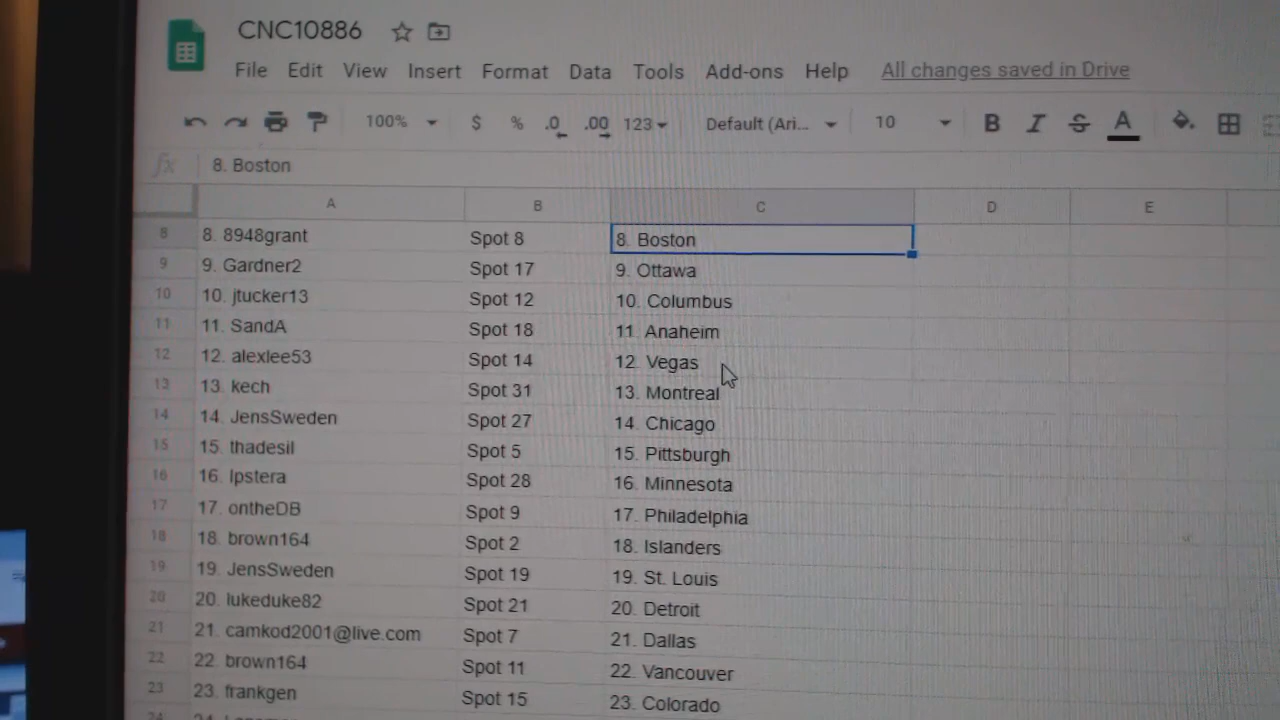 CNC10886
File Edit View Insert Format Data Tools Add-ons Help All changes saved in Drive
100% $ % .0 .00 123 Default (Ari... 10 B I S A
fx 8. Boston
A B C D E
8 8. 8948grant Spot 8 8. Boston
9 9. Gardner2 Spot 17 9. Ottawa
10 10. jtucker13 Spot 12 10. Columbus
11 11. SandA Spot 18 11. Anaheim
12 12. alexlee53 Spot 14 12. Vegas
13 13. kech Spot 31 13. Montreal
14 14. JensSweden Spot 27 14. Chicago
15 15. thadesil Spot 5 15. Pittsburgh
16 16. lpstera Spot 28 16. Minnesota
17 17. ontheDB Spot 9 17. Philadelphia
18 18. brown164 Spot 2 18. Islanders
19 19. JensSweden Spot 19 19. St. Louis
20 20. lukeduke82 Spot 21 20. Detroit
21 21. camkod2001@live.com Spot 7 21. Dallas
22 22. brown164 Spot 11 22. Vancouver
23 23. frankgen Spot 15 23. Colorado